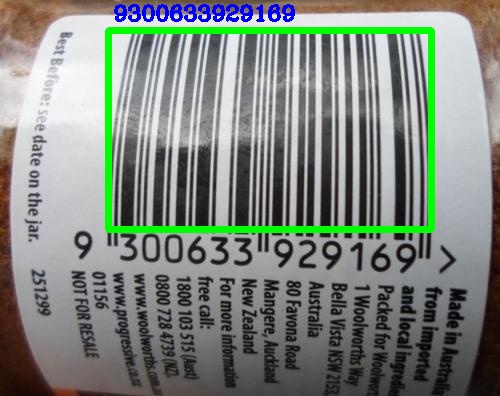 9300633929169
Best Before: see date on the jar.
251299
9 300633 929169 >
Made in Australia
from imported
and local
Packed for
1 Woolworths Way
Bella Vista NSW 2153,
Australia
80 Favona Road
Mangere, Auckland
New Zealand
For more information
free call:
1800 103 515 (Aust)
0800 728 4739 (NZ).
www.woolworths.com.au
www.progressive.co.nz
01156
NOT FOR RESALE